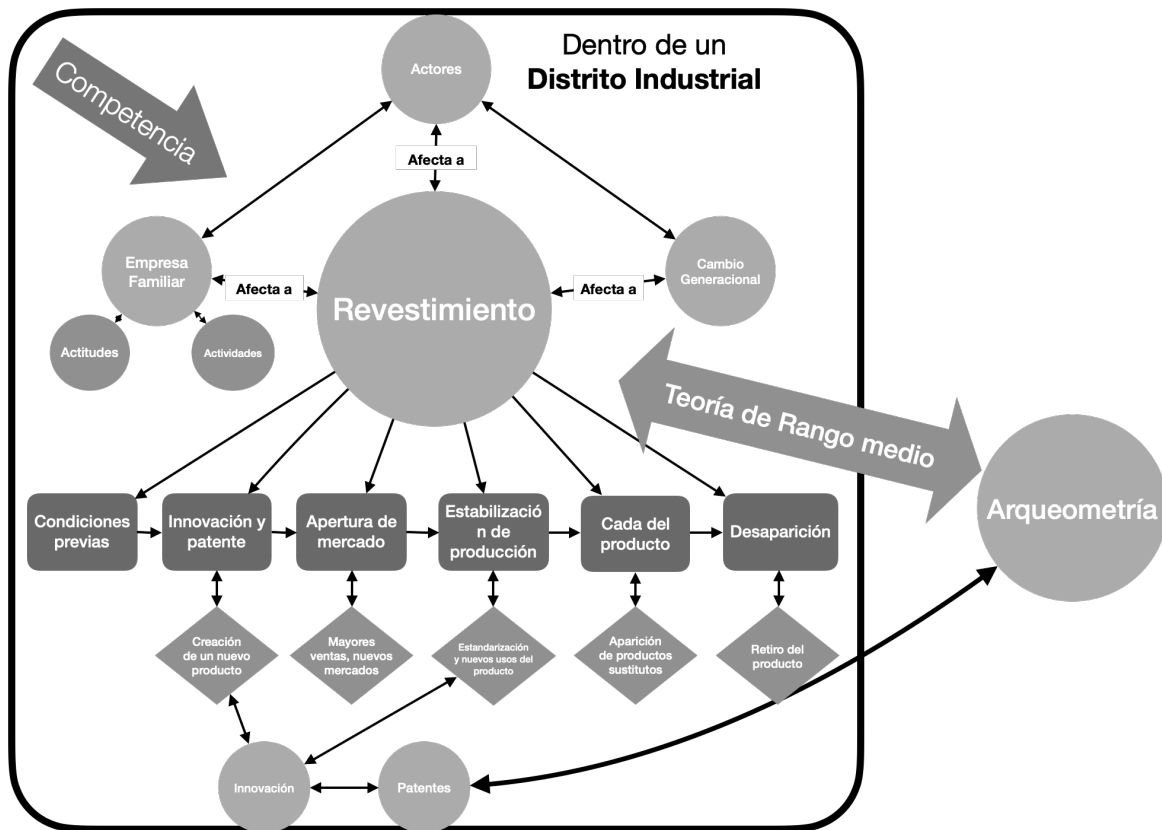 Dentro de un
Distrito Industrial
Competencia
Actores
Afecta a
Empresa
Familiar
Afecta a
Revestimiento
Afecta a
Cambio
Generacional
Actitudes
Actividades
Teoría de Rango medio
Arqueometría
Condiciones
previas
Innovación y
patente
Apertura de
mercado
Estabilizació
n de
producción
Cada del
producto
Desaparición
Creación
de un nuevo
producto
Mayores
ventas, nuevos
mercados
Estandarización
y nuevos usos del
producto
Aparición
de productos
sustitutos
Retiro del
producto
Innovación
Patentes